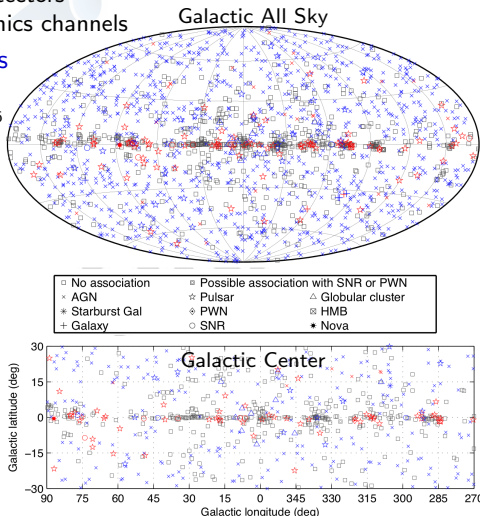 ectors
nics channels
Galactic All Sky
s
5
□ No association
▣ Possible association with SNR or PWN
× AGN
☆ Pulsar
△ Globular cluster
✳ Starburst Gal
◈ PWN
⊠ HMB
+ Galaxy
○ SNR
✷ Nova
Galactic Center
30
15
0
−15
−30
Galactic latitude (deg)
90 75 60 45 30 15 0 345 330 315 300 285 270
Galactic longitude (deg)